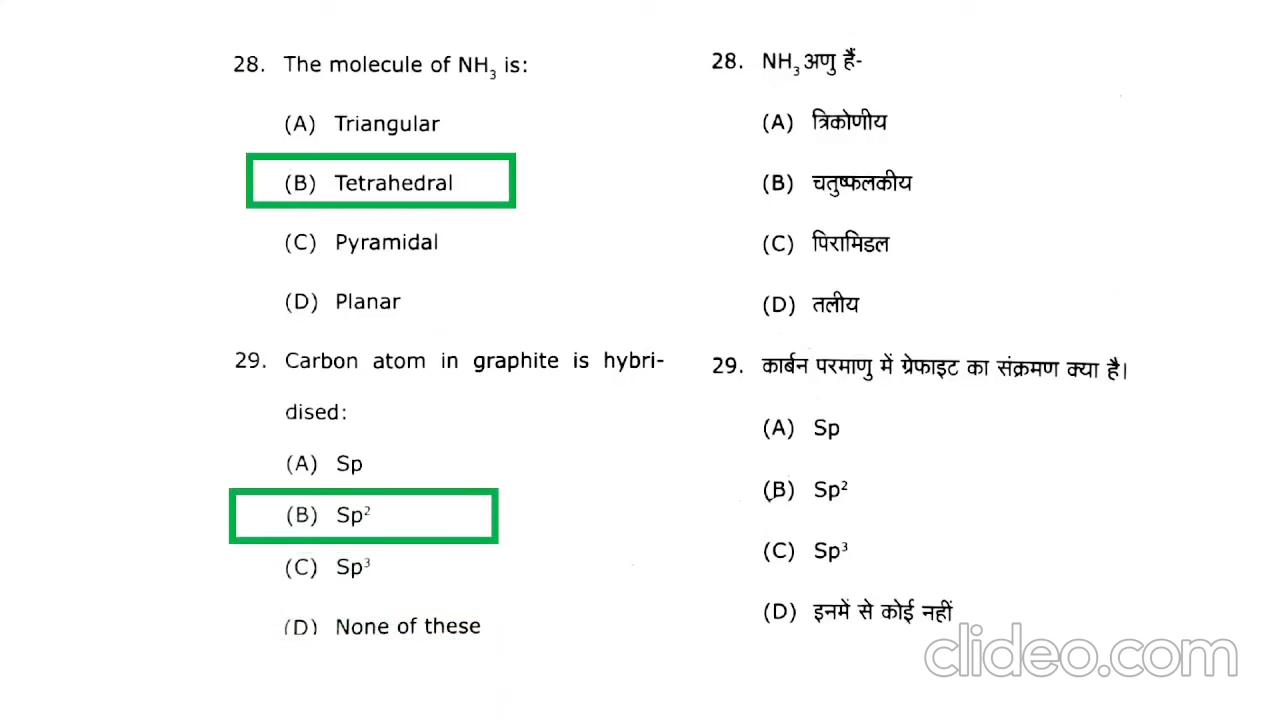 28. The molecule of NH₃ is:
(A) Triangular
(B) Tetrahedral
(C) Pyramidal
(D) Planar
29. Carbon atom in graphite is hybri-
dised:
(A) Sp
(B) Sp²
(C) Sp³
(D) None of these
28. NH₃ अणु हैं-
(A) त्रिकोणीय
(B) चतुष्फलकीय
(C) पिरामिडल
(D) तलीय
29. कार्बन परमाणु में ग्रेफाइट का संक्रमण क्या है।
(A) Sp
(B) Sp²
(C) Sp³
(D) इनमें से कोई नहीं
clideo.com